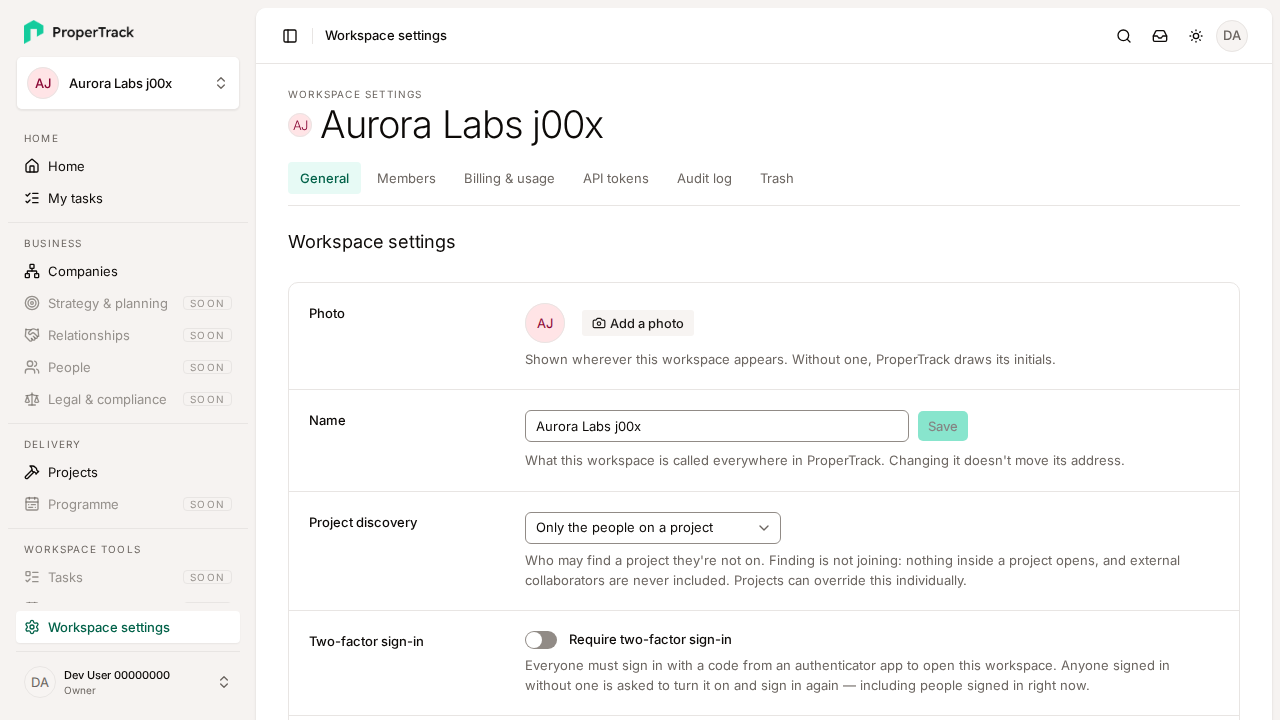 ProperTrack
AJ Aurora Labs j00x
HOME
Home
My tasks
BUSINESS
Companies
Strategy & planning SOON
Relationships SOON
People SOON
Legal & compliance SOON
DELIVERY
Projects
Programme SOON
WORKSPACE TOOLS
Tasks SOON
Workspace settings
DA Dev User 00000000
Owner
Workspace settings
DA
WORKSPACE SETTINGS
AJ Aurora Labs j00x
General Members Billing & usage API tokens Audit log Trash
Workspace settings
Photo
AJ Add a photo
Shown wherever this workspace appears. Without one, ProperTrack draws its initials.
Name
Aurora Labs j00x Save
What this workspace is called everywhere in ProperTrack. Changing it doesn't move its address.
Project discovery
Only the people on a project
Who may find a project they're not on. Finding is not joining: nothing inside a project opens, and external
collaborators are never included. Projects can override this individually.
Two-factor sign-in
Require two-factor sign-in
Everyone must sign in with a code from an authenticator app to open this workspace. Anyone signed in
without one is asked to turn it on and sign in again — including people signed in right now.